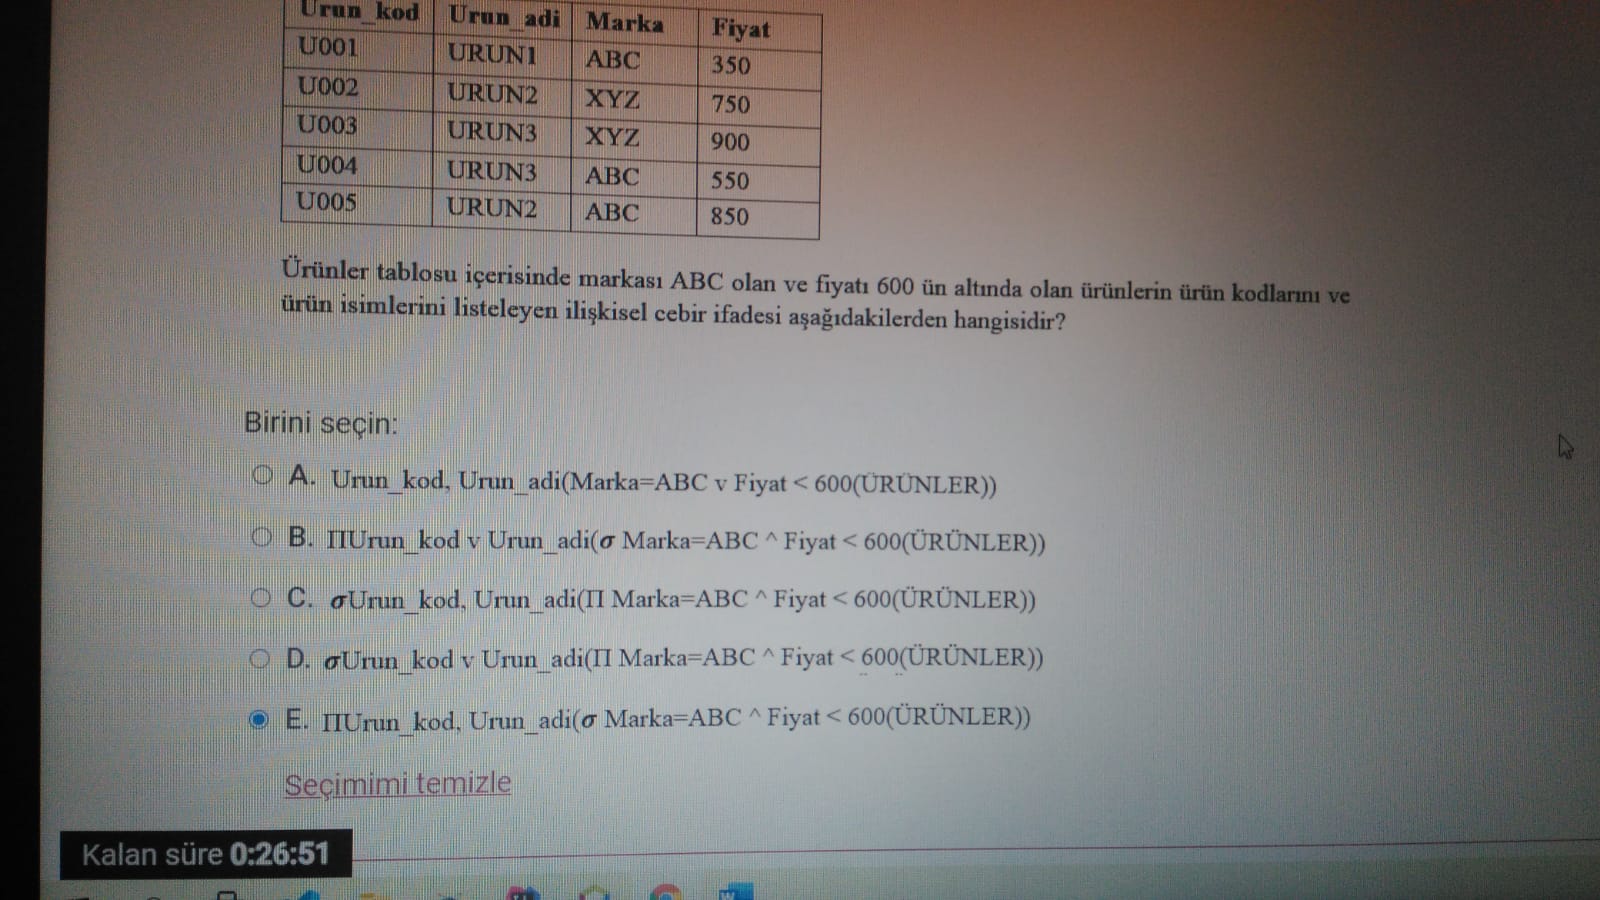 Urun_kod Urun_adi Marka Fiyat
U001 URUN1 ABC 350
U002 URUN2 XYZ 750
U003 URUN3 XYZ 900
U004 URUN3 ABC 550
U005 URUN2 ABC 850
Ürünler tablosu içerisinde markası ABC olan ve fiyatı 600 ün altında olan ürünlerin ürün kodlarını ve
ürün isimlerini listeleyen ilişkisel cebir ifadesi aşağıdakilerden hangisidir?
Birini seçin:
A. Urun_kod, Urun_adi(Marka=ABC v Fiyat < 600(ÜRÜNLER))
B. ΠUrun_kod v Urun_adi(σ Marka=ABC ^ Fiyat < 600(ÜRÜNLER))
C. σUrun_kod, Urun_adi(Π Marka=ABC ^ Fiyat < 600(ÜRÜNLER))
D. σUrun_kod v Urun_adi(Π Marka=ABC ^ Fiyat < 600(ÜRÜNLER))
E. ΠUrun_kod, Urun_adi(σ Marka=ABC ^ Fiyat < 600(ÜRÜNLER))
Seçimimi temizle
Kalan süre 0:26:51